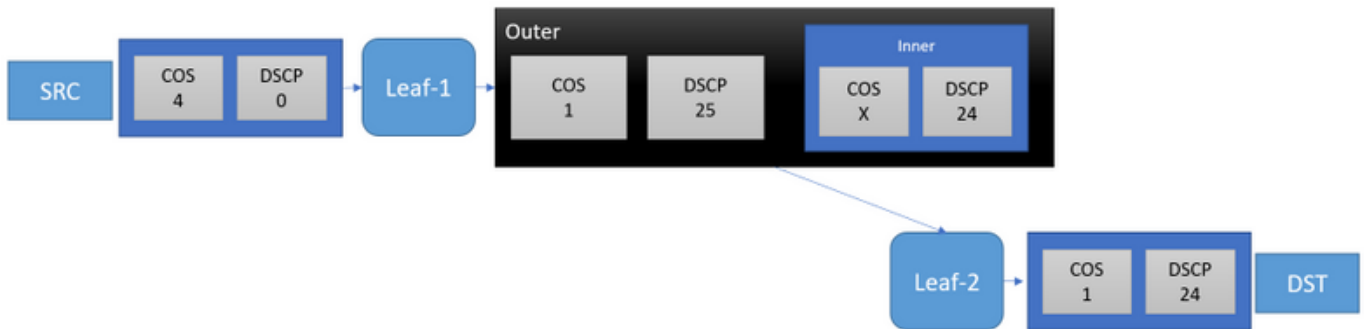 SRC
COS
4
DSCP
0
Leaf-1
Outer
COS
1
DSCP
25
Inner
COS
X
DSCP
24
Leaf-2
COS
1
DSCP
24
DST